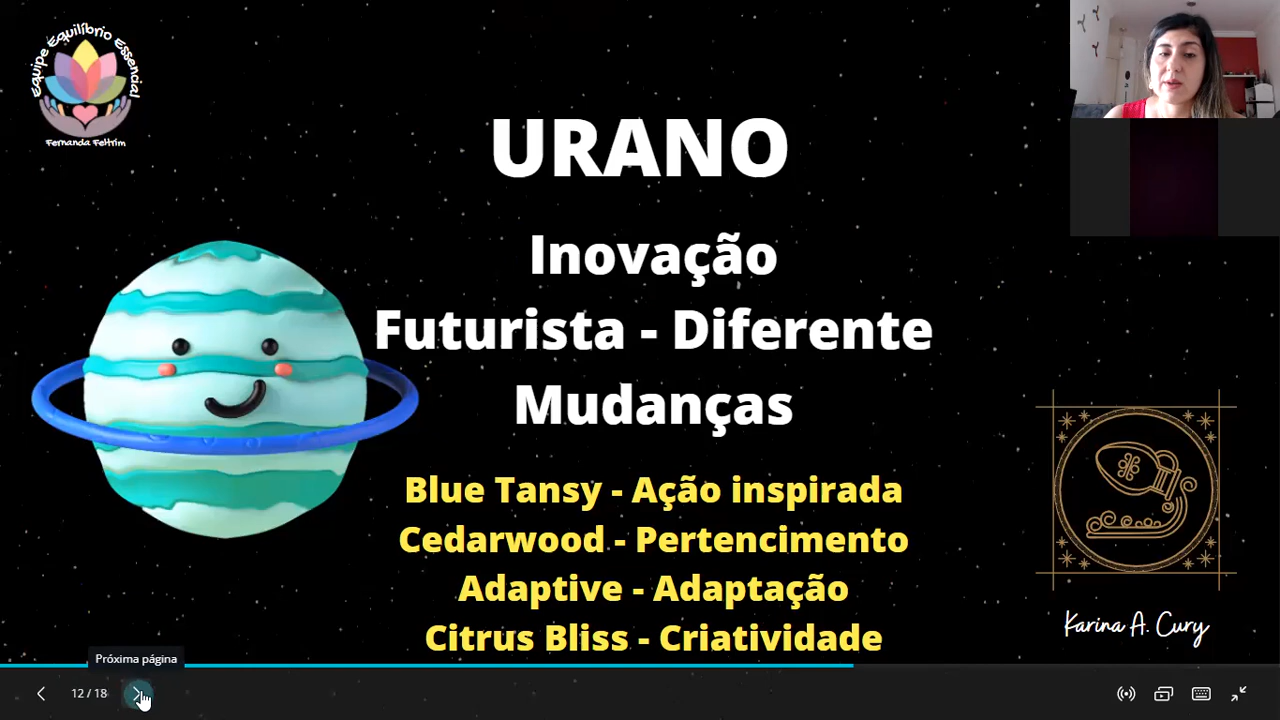 Equipe Equilíbrio Essencial
Fernanda Feltrim
URANO
Inovação
Futurista - Diferente
Mudanças
Blue Tansy - Ação inspirada
Cedarwood - Pertencimento
Adaptive - Adaptação
Citrus Bliss - Criatividade
Karina A. Cury
Próxima página
12 / 18